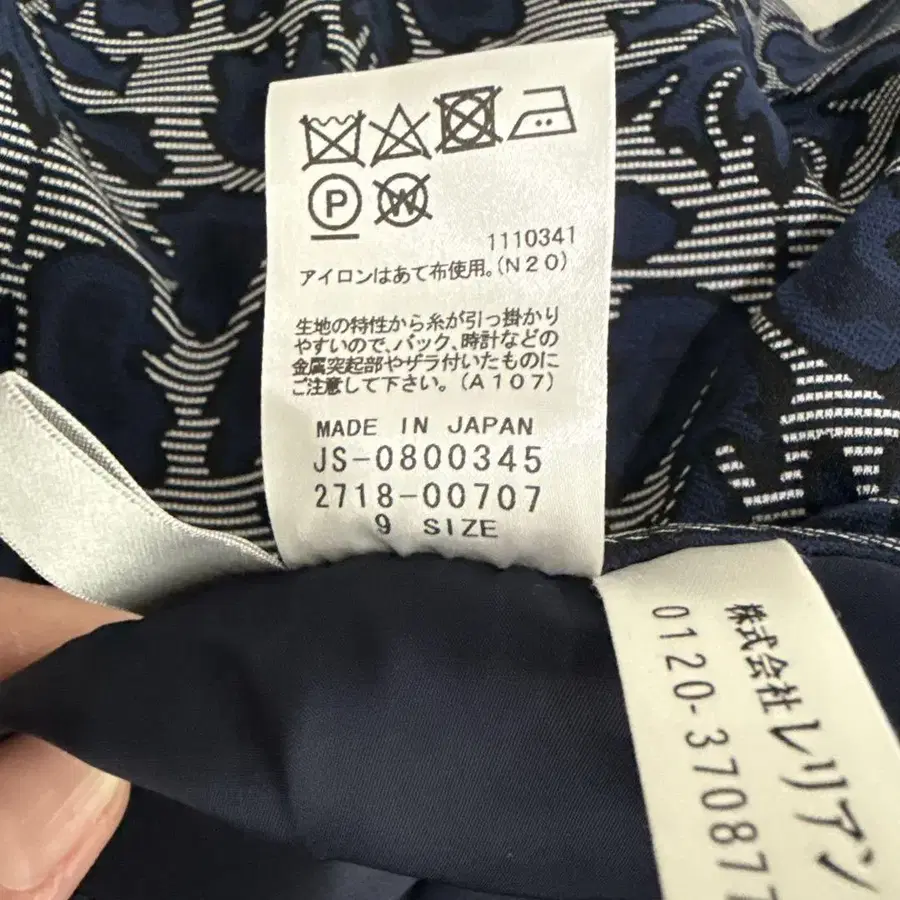 P
W
1110341
アイロンはあて布使用。(N20)
生地の特性から糸が引っ掛かり
やすいので、バック、時計などの
金属突起部やザラ付いたものに
ご注意して下さい。(A107)
MADE IN JAPAN
JS-0800345
2718-00707
9 SIZE
株式会社レリアン
0120-370877